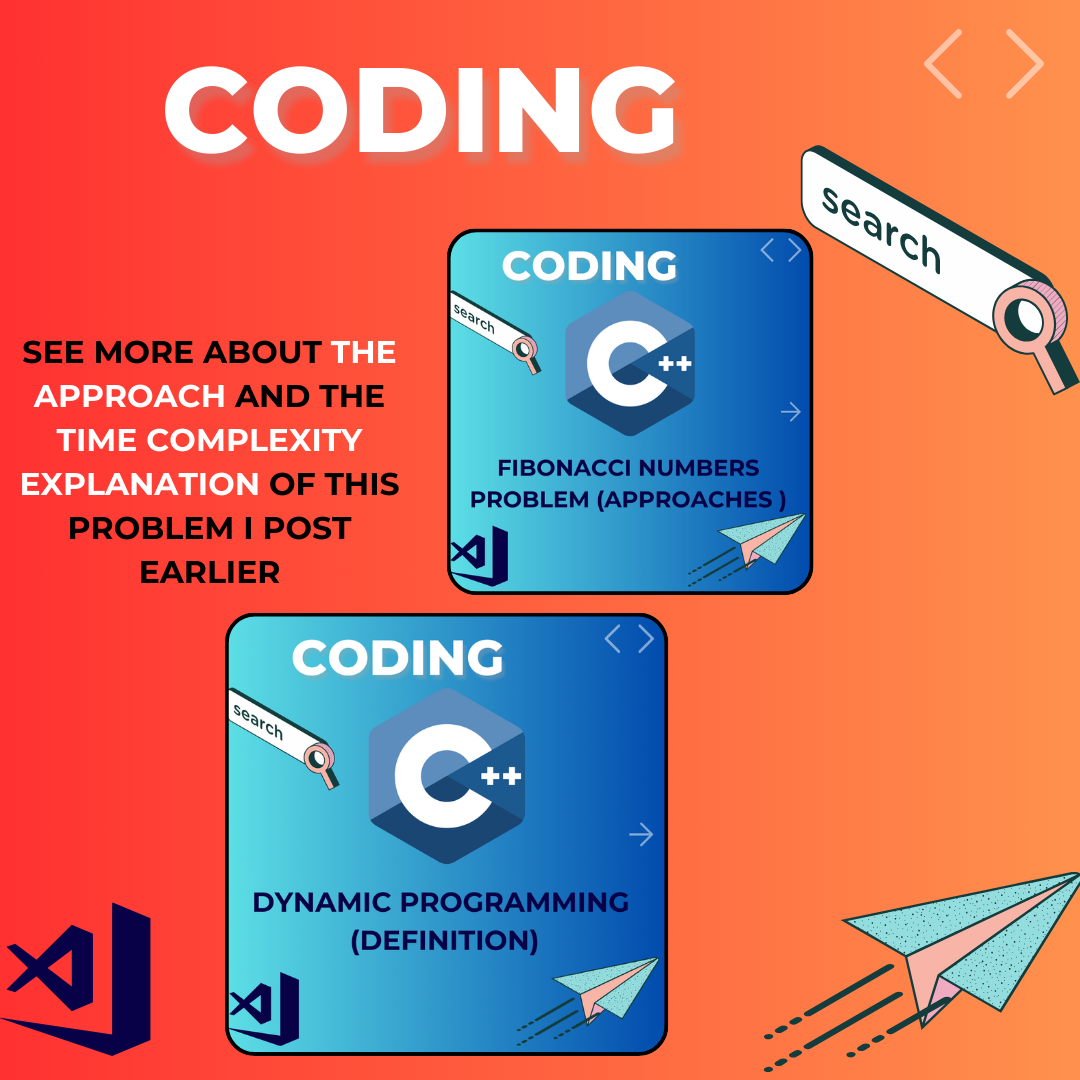 CODING
search
SEE MORE ABOUT THE
APPROACH AND THE
TIME COMPLEXITY
EXPLANATION OF THIS
PROBLEM I POST
EARLIER
CODING
search
C++
FIBONACCI NUMBERS
PROBLEM (APPROACHES )
CODING
search
C++
DYNAMIC PROGRAMMING
(DEFINITION)